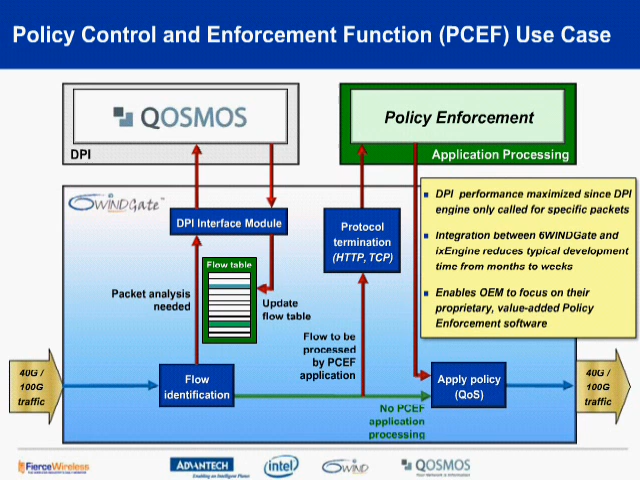 Policy Control and Enforcement Function (PCEF) Use Case
QOSMOS
DPI
Policy Enforcement
Application Processing
6WINDGate™
DPI Interface Module
Protocol
termination
(HTTP, TCP)
DPI performance maximized since DPI
engine only called for specific packets
Integration between 6WINDGate and
ixEngine reduces typical development
time from months to weeks
Enables OEM to focus on their
proprietary, value-added Policy
Enforcement software
Flow table
Packet analysis
needed
Update
flow table
Flow to be
processed
by PCEF
application
40G /
100G
traffic
Flow
identification
Apply policy
(QoS)
40G /
100G
traffic
No PCEF
application
processing
FierceWireless
ADVANTECH
Enabling an Intelligent Planet
intel
6WIND
QOSMOS